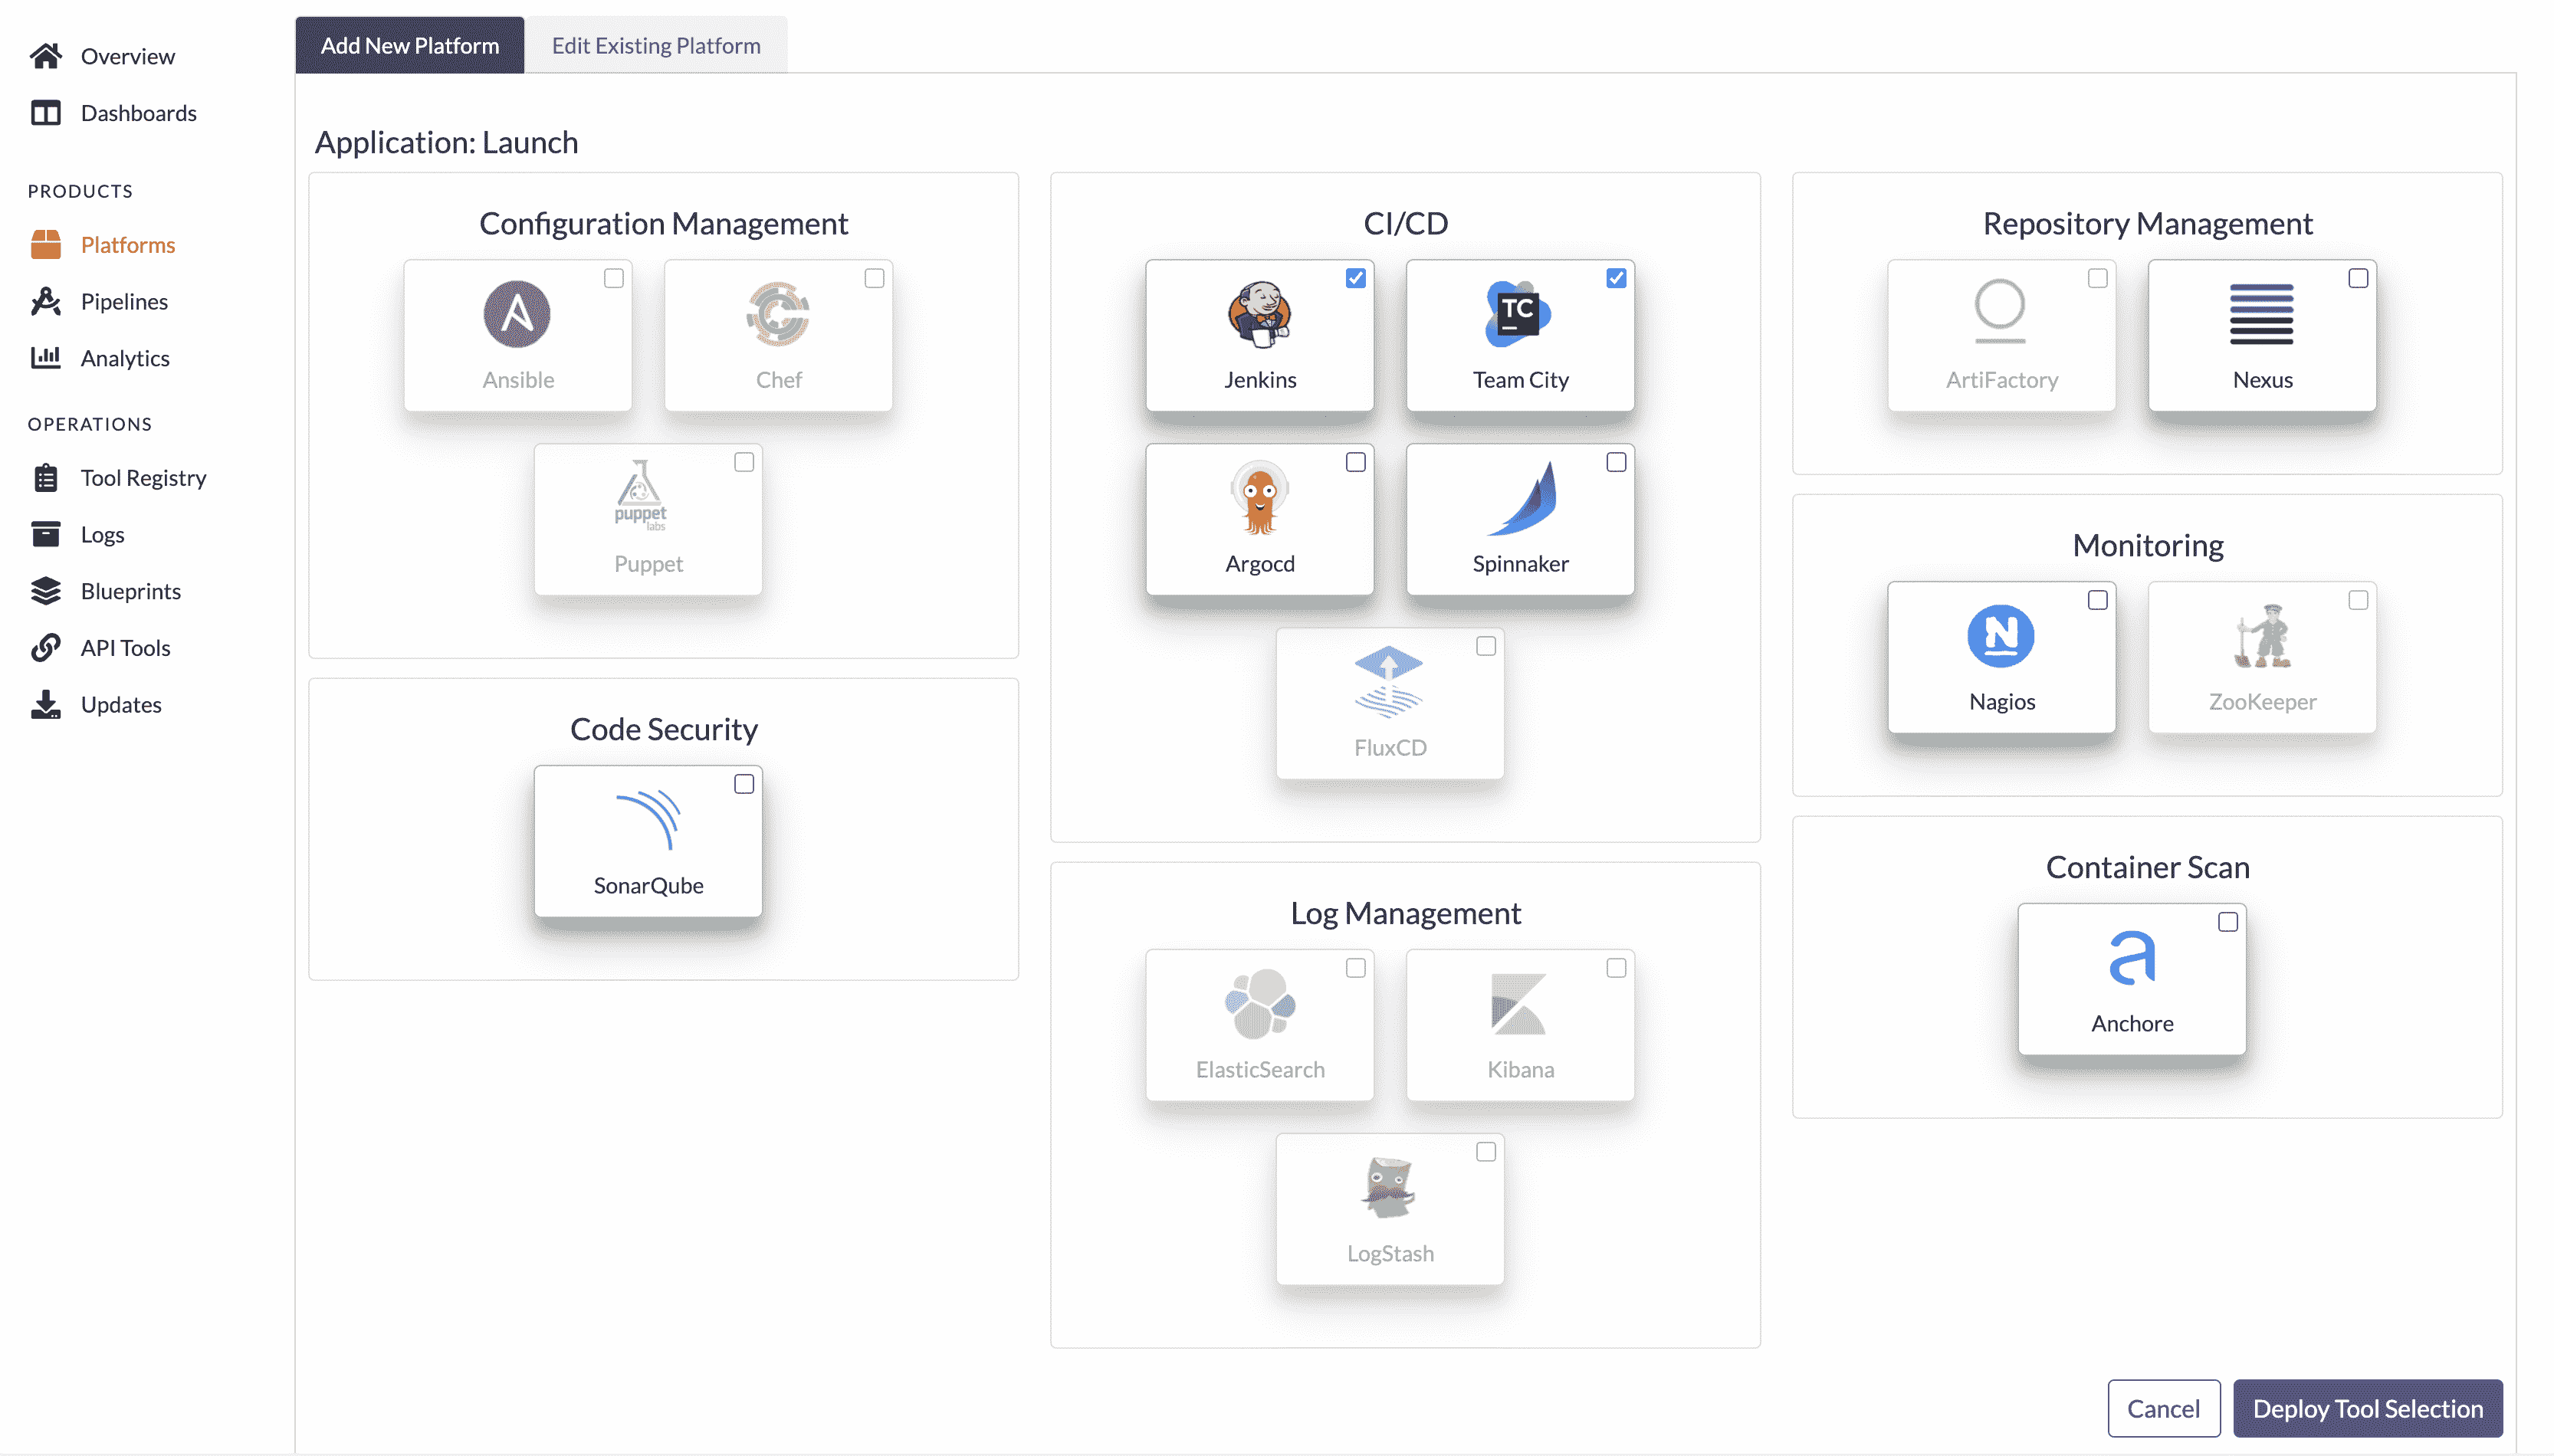 Overview
Dashboards
PRODUCTS
Platforms
Pipelines
Analytics
OPERATIONS
Tool Registry
Logs
Blueprints
API Tools
Updates
Add New Platform
Edit Existing Platform
Application: Launch
Configuration Management
Ansible
Chef
puppet
labs
Puppet
Code Security
SonarQube
CI/CD
Jenkins
TC
Team City
Argocd
Spinnaker
FluxCD
Log Management
ElasticSearch
Kibana
LogStash
Repository Management
ArtiFactory
Nexus
Monitoring
N
Nagios
ZooKeeper
Container Scan
a
Anchore
Cancel
Deploy Tool Selection